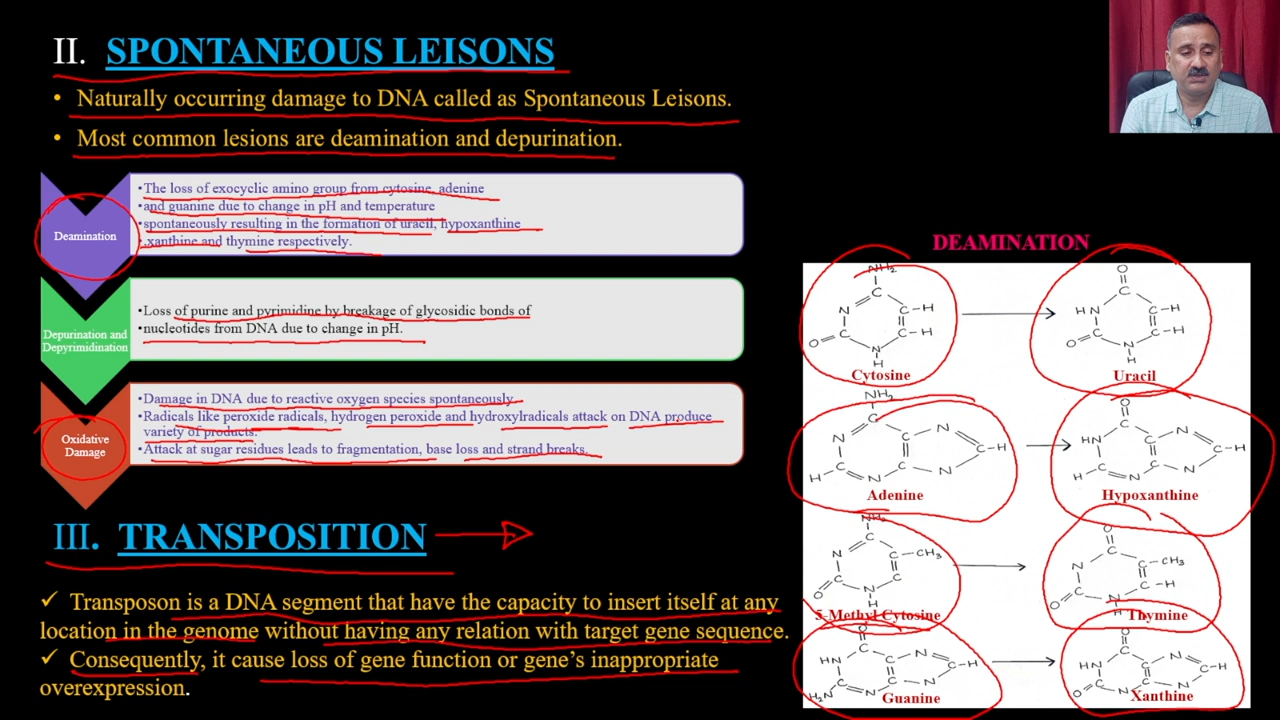 II. SPONTANEOUS LEISONS
• Naturally occurring damage to DNA called as Spontaneous Leisons.
• Most common lesions are deamination and depurination.
Deamination
•The loss of exocyclic amino group from cytosine, adenine
•and guanine due to change in pH and temperature
•spontaneously resulting in the formation of uracil, hypoxanthine
•.xanthine and thymine respectively.
Depurination and
Depyrimidination
•Loss of purine and pyrimidine by breakage of glycosidic bonds of
•nucleotides from DNA due to change in pH.
Oxidative
Damage
•Damage in DNA due to reactive oxygen species spontaneously.
•Radicals like peroxide radicals, hydrogen peroxide and hydroxylradicals attack on DNA produce
variety of products.
•Attack at sugar residues leads to fragmentation, base loss and strand breaks.
III. TRANSPOSITION
✓ Transposon is a DNA segment that have the capacity to insert itself at any
location in the genome without having any relation with target gene sequence.
✓ Consequently, it cause loss of gene function or gene's inappropriate
overexpression.
DEAMINATION
Cytosine
Uracil
Adenine
Hypoxanthine
5-Methyl Cytosine
Thymine
Guanine
Xanthine